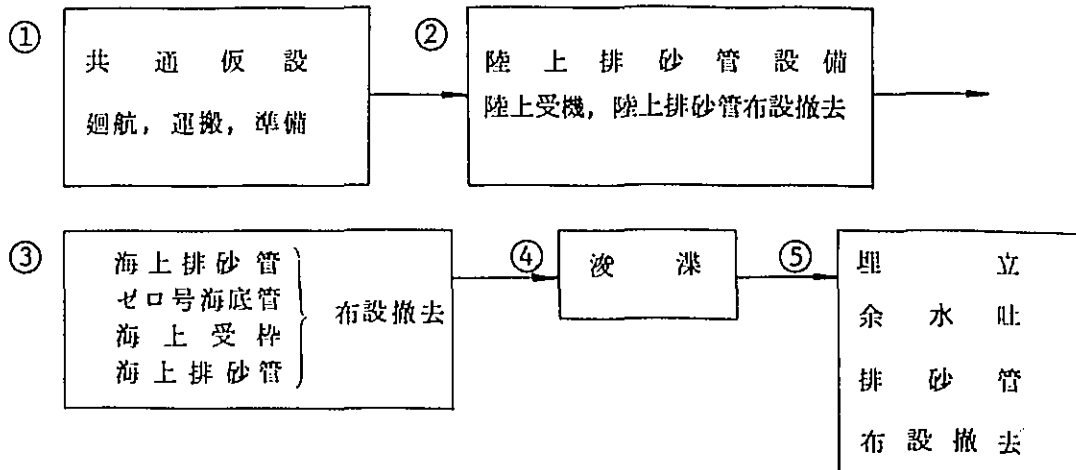 ①
共通仮設
廻航，運搬，準備
②
陸上排砂管設備
陸上受機，陸上排砂管布設撤去
③
海上排砂管
ゼロ号海底管
海上受枠
海上排砂管
布設撤去
④
浚渫
⑤
埋立
余水吐
排砂管
布設撤去